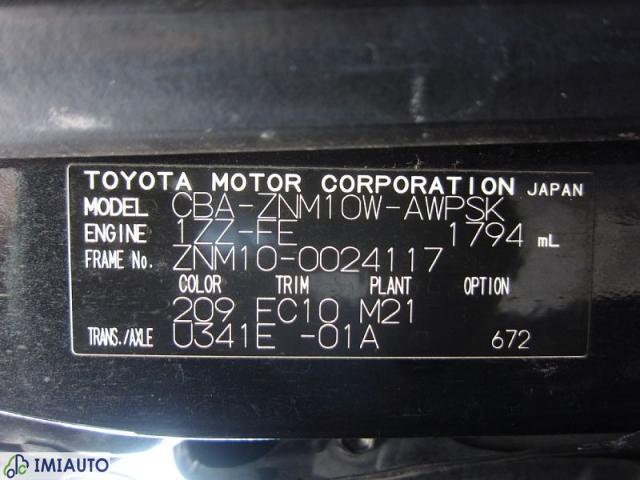 TOYOTA MOTOR CORPORATION JAPAN
MODEL CBA-ZNM10W-AWPSK
ENGINE 1ZZ-FE 1794 mL
FRAME No. ZNM10-0024117
COLOR TRIM PLANT OPTION
209 FC10 M21
TRANS./AXLE U341E -01A 672
IMIAUTO